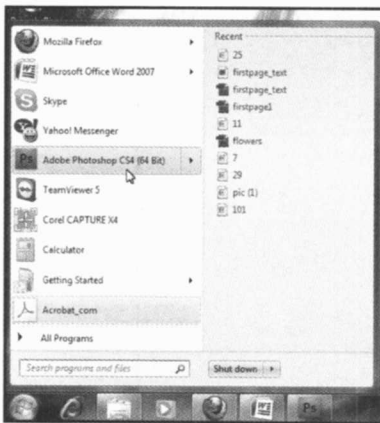 Mozilla Firefox
Microsoft Office Word 2007
Skype
Yahoo! Messenger
Ps Adobe Photoshop CS4 (64 Bit)
TeamViewer 5
Corel CAPTURE X4
Calculator
Getting Started
Acrobat_com
All Programs
Search programs and files
Recent
25
firstpage_text
firstpage_text
firstpage1
11
flowers
7
29
pic (1)
101
Shut down
Ps